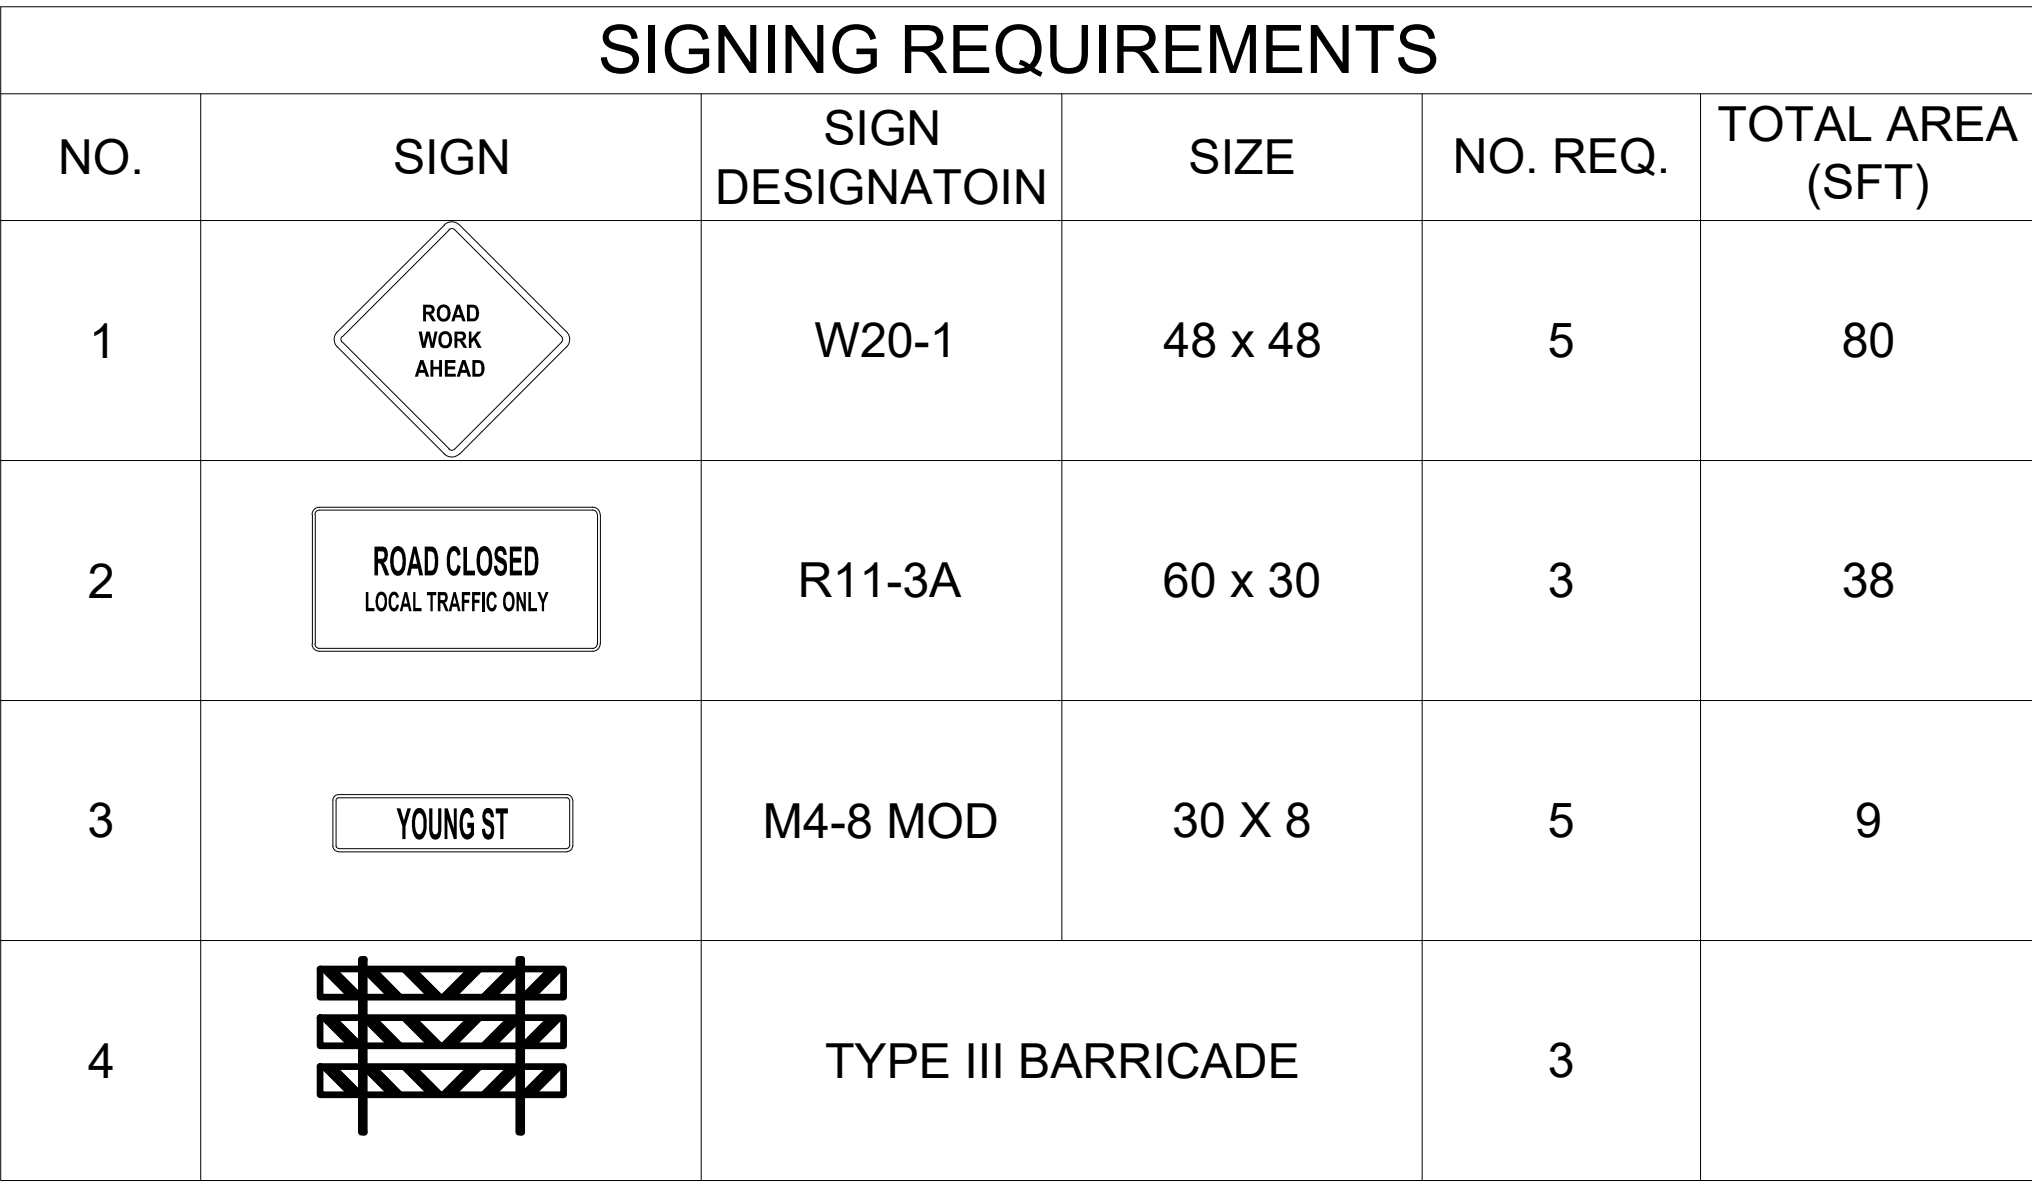 SIGNING REQUIREMENTS
NO.
SIGN
SIGN
DESIGNATOIN
SIZE
NO. REQ.
TOTAL AREA
(SFT)
1
ROAD
WORK
AHEAD
W20-1
48 x 48
5
80
2
ROAD CLOSED
LOCAL TRAFFIC ONLY
R11-3A
60 x 30
3
38
3
YOUNG ST
M4-8 MOD
30 X 8
5
9
4
TYPE III BARRICADE
3